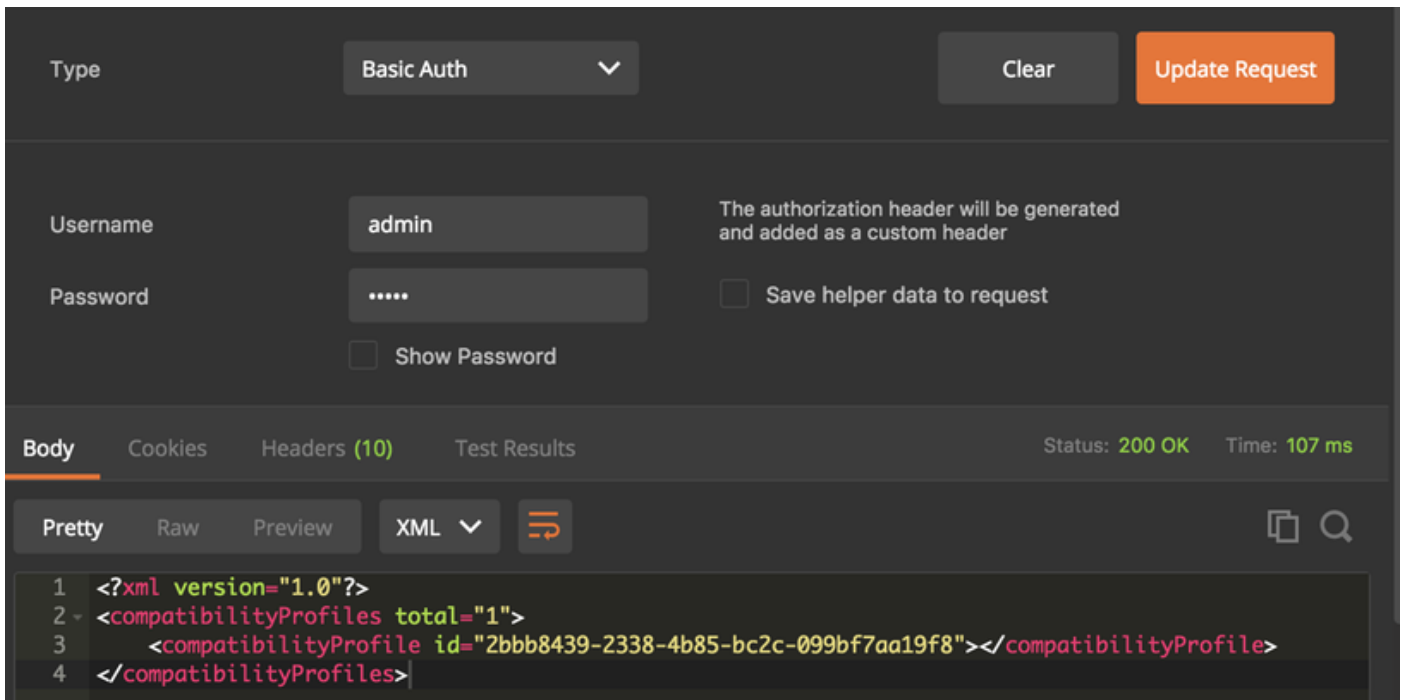 Type Basic Auth Clear Update Request
Username admin The authorization header will be generated
and added as a custom header
Password ••••• Save helper data to request
Show Password
Body Cookies Headers (10) Test Results Status: 200 OK Time: 107 ms
Pretty Raw Preview XML
1 <?xml version="1.0"?>
2 <compatibilityProfiles total="1">
3 <compatibilityProfile id="2bbb8439-2338-4b85-bc2c-099bf7aa19f8"></compatibilityProfile>
4 </compatibilityProfiles>